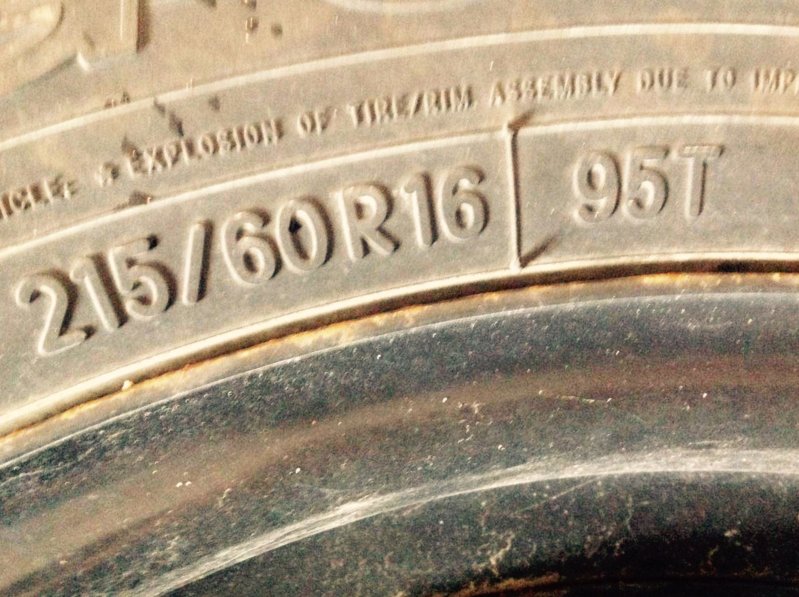 EXPLOSION OF TIRE/RIM ASSEMBLY DUE TO
215/60R16 95T